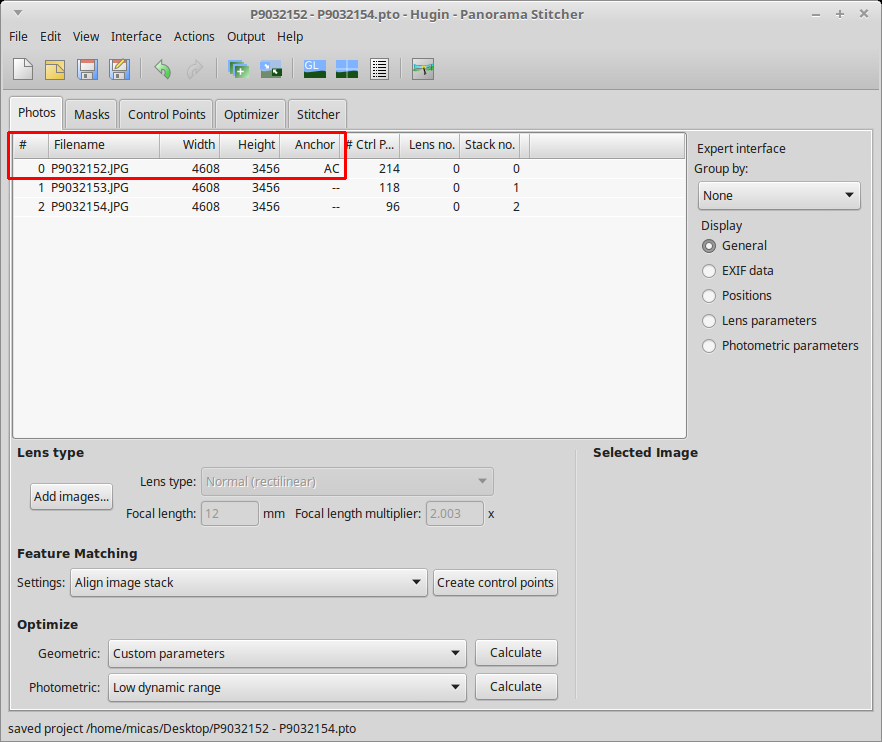 P9032152 - P9032154.pto - Hugin - Panorama Stitcher
File Edit View Interface Actions Output Help
GL
Photos Masks Control Points Optimizer Stitcher
# Filename Width Height Anchor # Ctrl P... Lens no. Stack no.
0 P9032152.JPG 4608 3456 AC 214 0 0
1 P9032153.JPG 4608 3456 -- 118 0 1
2 P9032154.JPG 4608 3456 -- 96 0 2
Expert interface
Group by:
None
Display
General
EXIF data
Positions
Lens parameters
Photometric parameters
Lens type
Lens type: Normal (rectilinear)
Add images...
Focal length: 12 mm Focal length multiplier: 2.003 x
Selected Image
Feature Matching
Settings: Align image stack Create control points
Optimize
Geometric: Custom parameters Calculate
Photometric: Low dynamic range Calculate
saved project /home/micas/Desktop/P9032152 - P9032154.pto